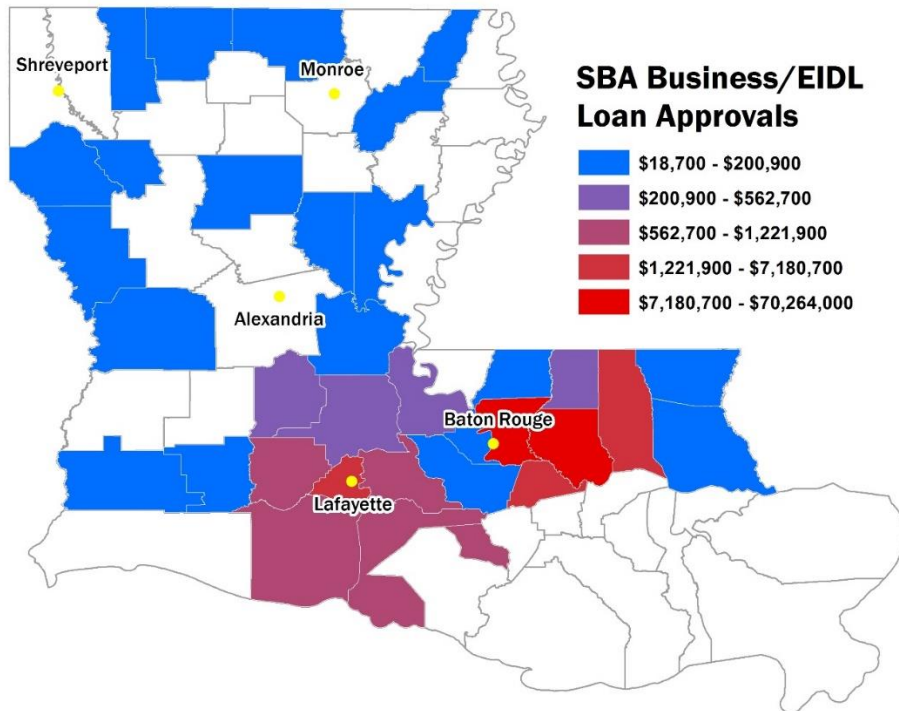 Shreveport
Monroe
SBA Business/EIDL
Loan Approvals
$18,700 - $200,900
$200,900 - $562,700
$562,700 - $1,221,900
$1,221,900 - $7,180,700
$7,180,700 - $70,264,000
Alexandria
Baton Rouge
Lafayette